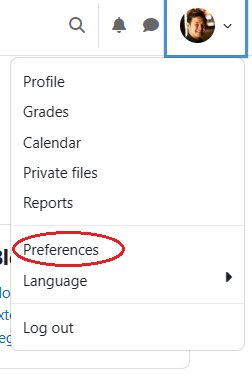 Profile
Grades
Calendar
Private files
Reports
Preferences
Language
Log out